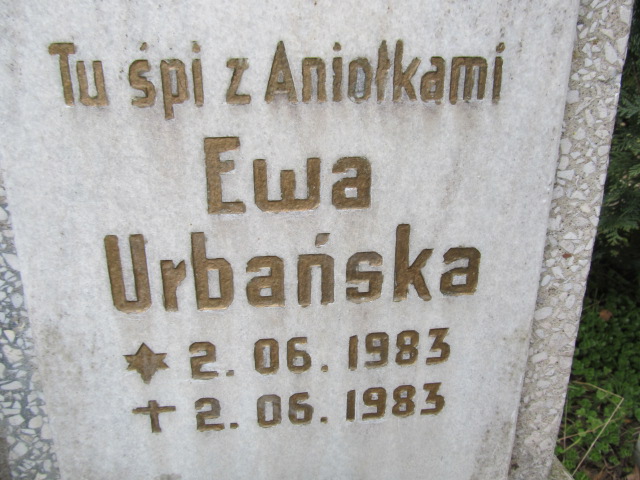 Tu śpi z Aniołkami
Ewa
Urbańska
✶ 2. 06. 1983
✝ 2. 06. 1983